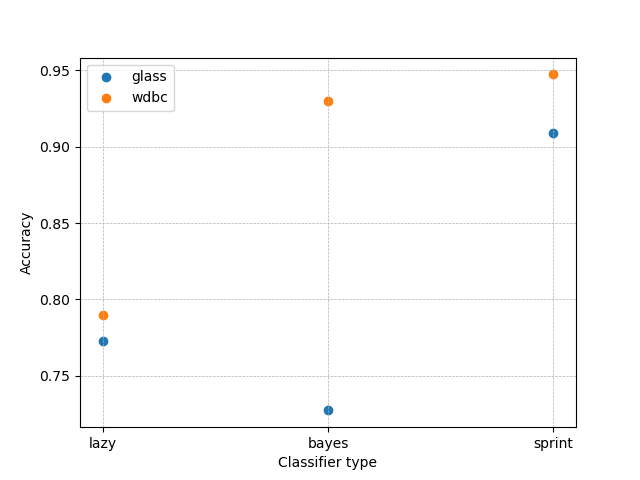 0.95
0.90
0.85
0.80
0.75
Accuracy
glass
wdbc
lazy
bayes
sprint
Classifier type